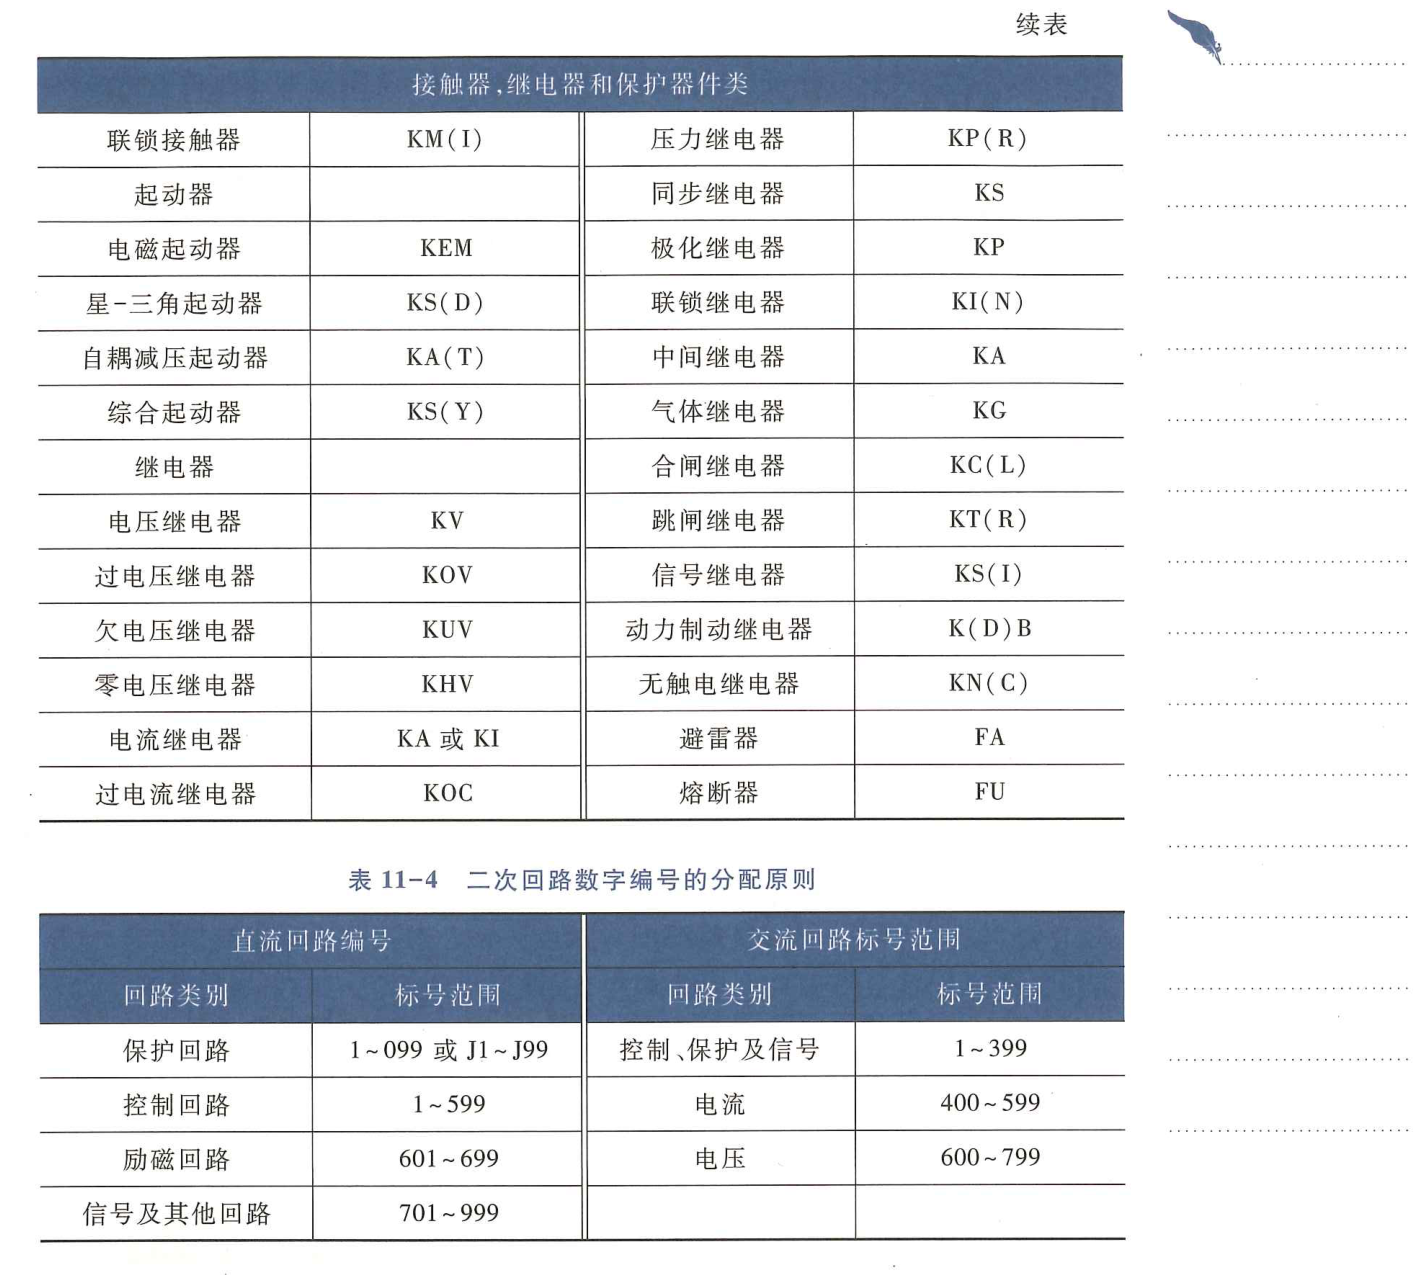 续表
接触器,继电器和保护器件类
联锁接触器 KM(I) 压力继电器 KP(R)
起动器 同步继电器 KS
电磁起动器 KEM 极化继电器 KP
星-三角起动器 KS(D) 联锁继电器 KI(N)
自耦减压起动器 KA(T) 中间继电器 KA
综合起动器 KS(Y) 气体继电器 KG
继电器 合闸继电器 KC(L)
电压继电器 KV 跳闸继电器 KT(R)
过电压继电器 KOV 信号继电器 KS(I)
欠电压继电器 KUV 动力制动继电器 K(D)B
零电压继电器 KHV 无触电继电器 KN(C)
电流继电器 KA 或 KI 避雷器 FA
过电流继电器 KOC 熔断器 FU
表 11-4 二次回路数字编号的分配原则
直流回路编号 交流回路标号范围
回路类别 标号范围 回路类别 标号范围
保护回路 1~099 或 J1~J99 控制、保护及信号 1~399
控制回路 1~599 电流 400~599
励磁回路 601~699 电压 600~799
信号及其他回路 701~999